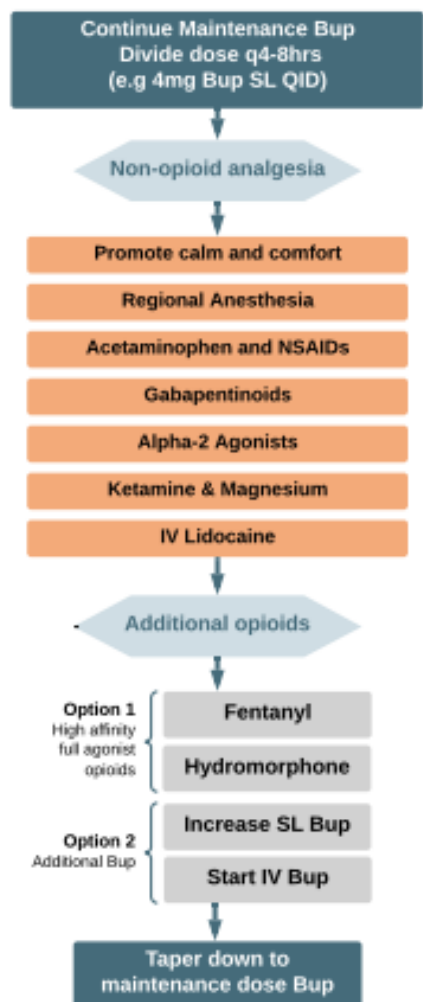 Continue Maintenance Bup
Divide dose q4-8hrs
(e.g 4mg Bup SL QID)
Non-opioid analgesia
Promote calm and comfort
Regional Anesthesia
Acetaminophen and NSAIDs
Gabapentinoids
Alpha-2 Agonists
Ketamine & Magnesium
IV Lidocaine
Additional opioids
Option 1
High affinity
full agonist
opioids
Fentanyl
Hydromorphone
Option 2
Additional Bup
Increase SL Bup
Start IV Bup
Taper down to
maintenance dose Bup